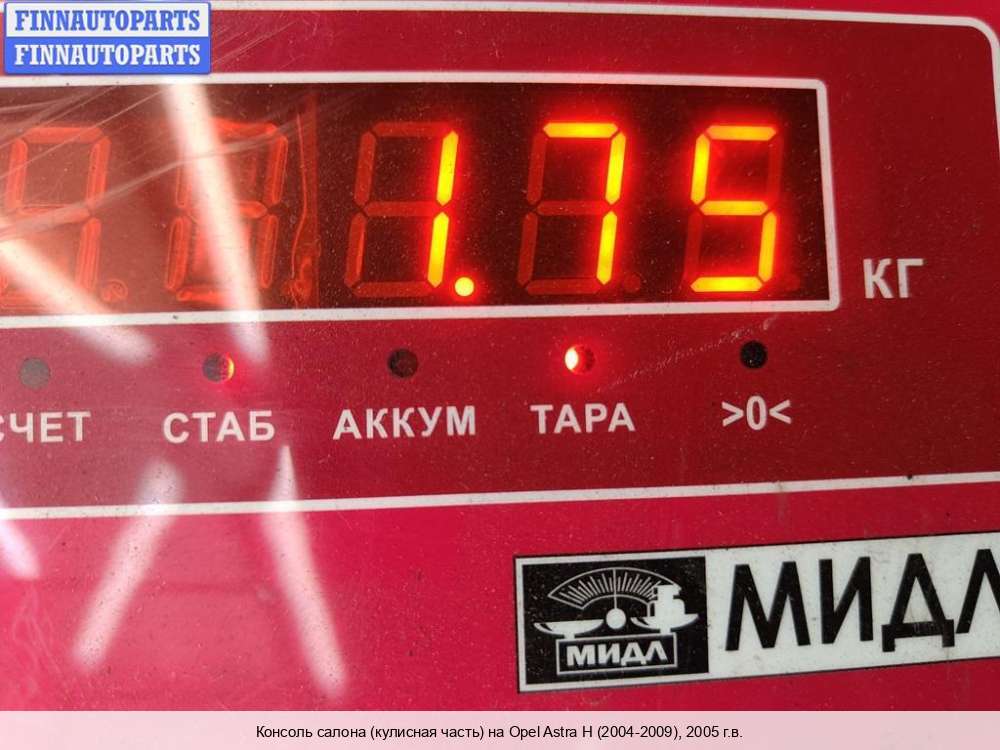 FINNAUTOPARTS
FINNAUTOPARTS
1.75
КГ
СЧЕТ СТАБ АККУМ ТАРА >0<
МИДЛ
МИДЛ
Консоль салона (кулисная часть) на Opel Astra H (2004-2009), 2005 г.в.